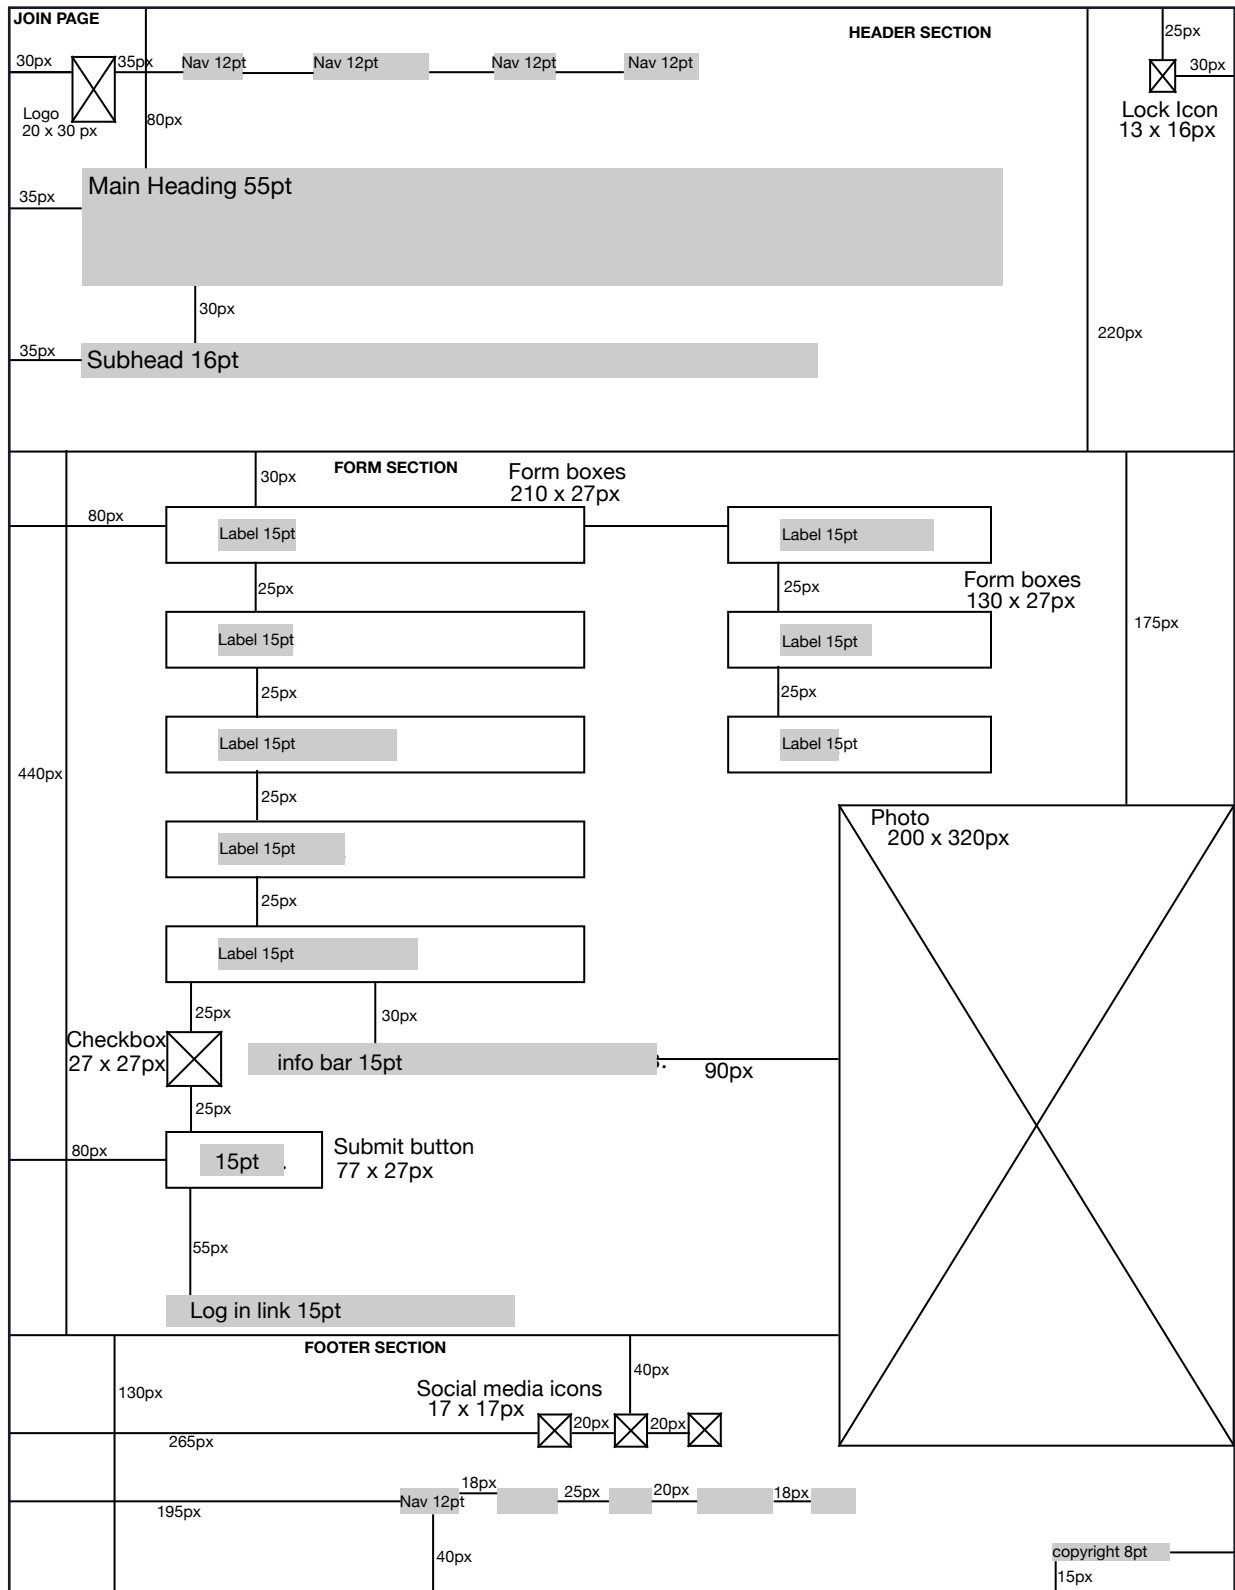 JOIN PAGE
HEADER SECTION
25px
30px
35px
Nav 12pt
Nav 12pt
Nav 12pt
Nav 12pt
30px
Logo
20 x 30 px
80px
Lock Icon
13 x 16px
Main Heading 55pt
35px
30px
220px
35px
Subhead 16pt
FORM SECTION
30px
Form boxes
210 x 27px
80px
Label 15pt
Label 15pt
25px
25px
Form boxes
130 x 27px
175px
Label 15pt
Label 15pt
25px
25px
Label 15pt
Label 15pt
440px
25px
Photo
200 x 320px
Label 15pt
25px
Label 15pt
25px
30px
Checkbox
27 x 27px
info bar 15pt
90px
25px
80px
15pt
Submit button
77 x 27px
55px
Log in link 15pt
FOOTER SECTION
40px
130px
Social media icons
17 x 17px
20px
20px
265px
18px
25px
20px
18px
Nav 12pt
195px
40px
copyright 8pt
15px